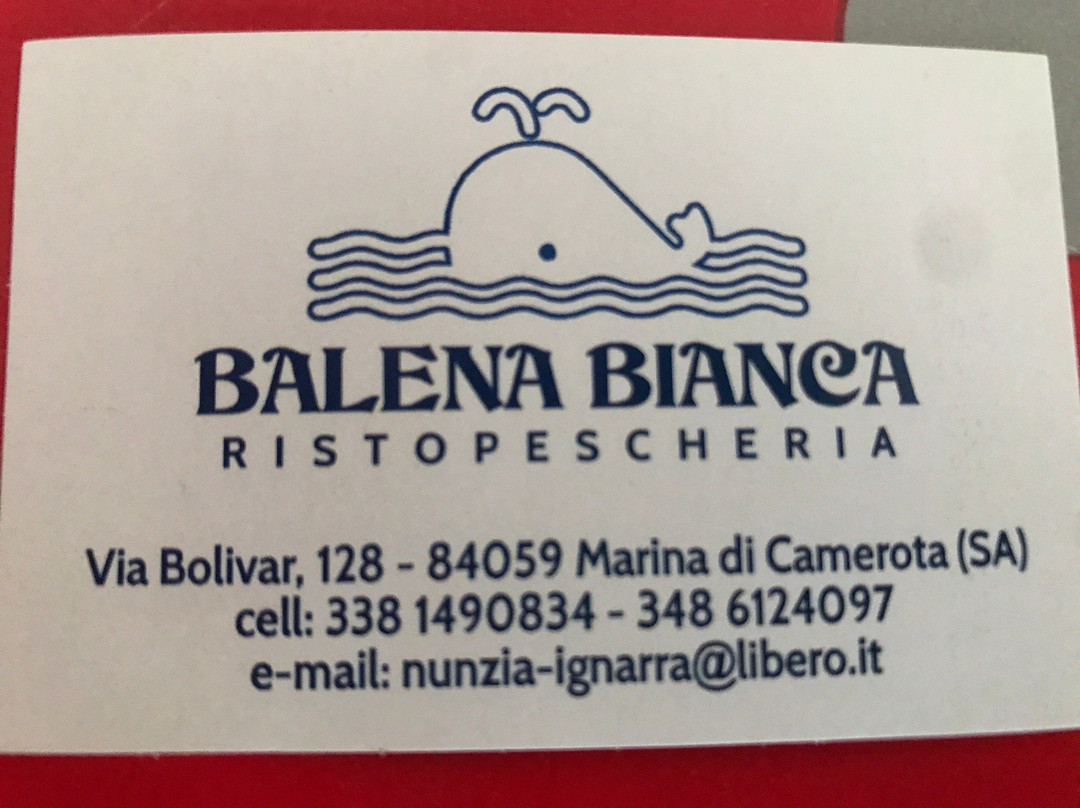 BALENA BIANCA
RISTOPESCHERIA
Via Bolivar, 128 - 84059 Marina di Camerota (SA)
cell: 338 1490834 - 348 6124097
e-mail: nunzia-ignarra@libero.it